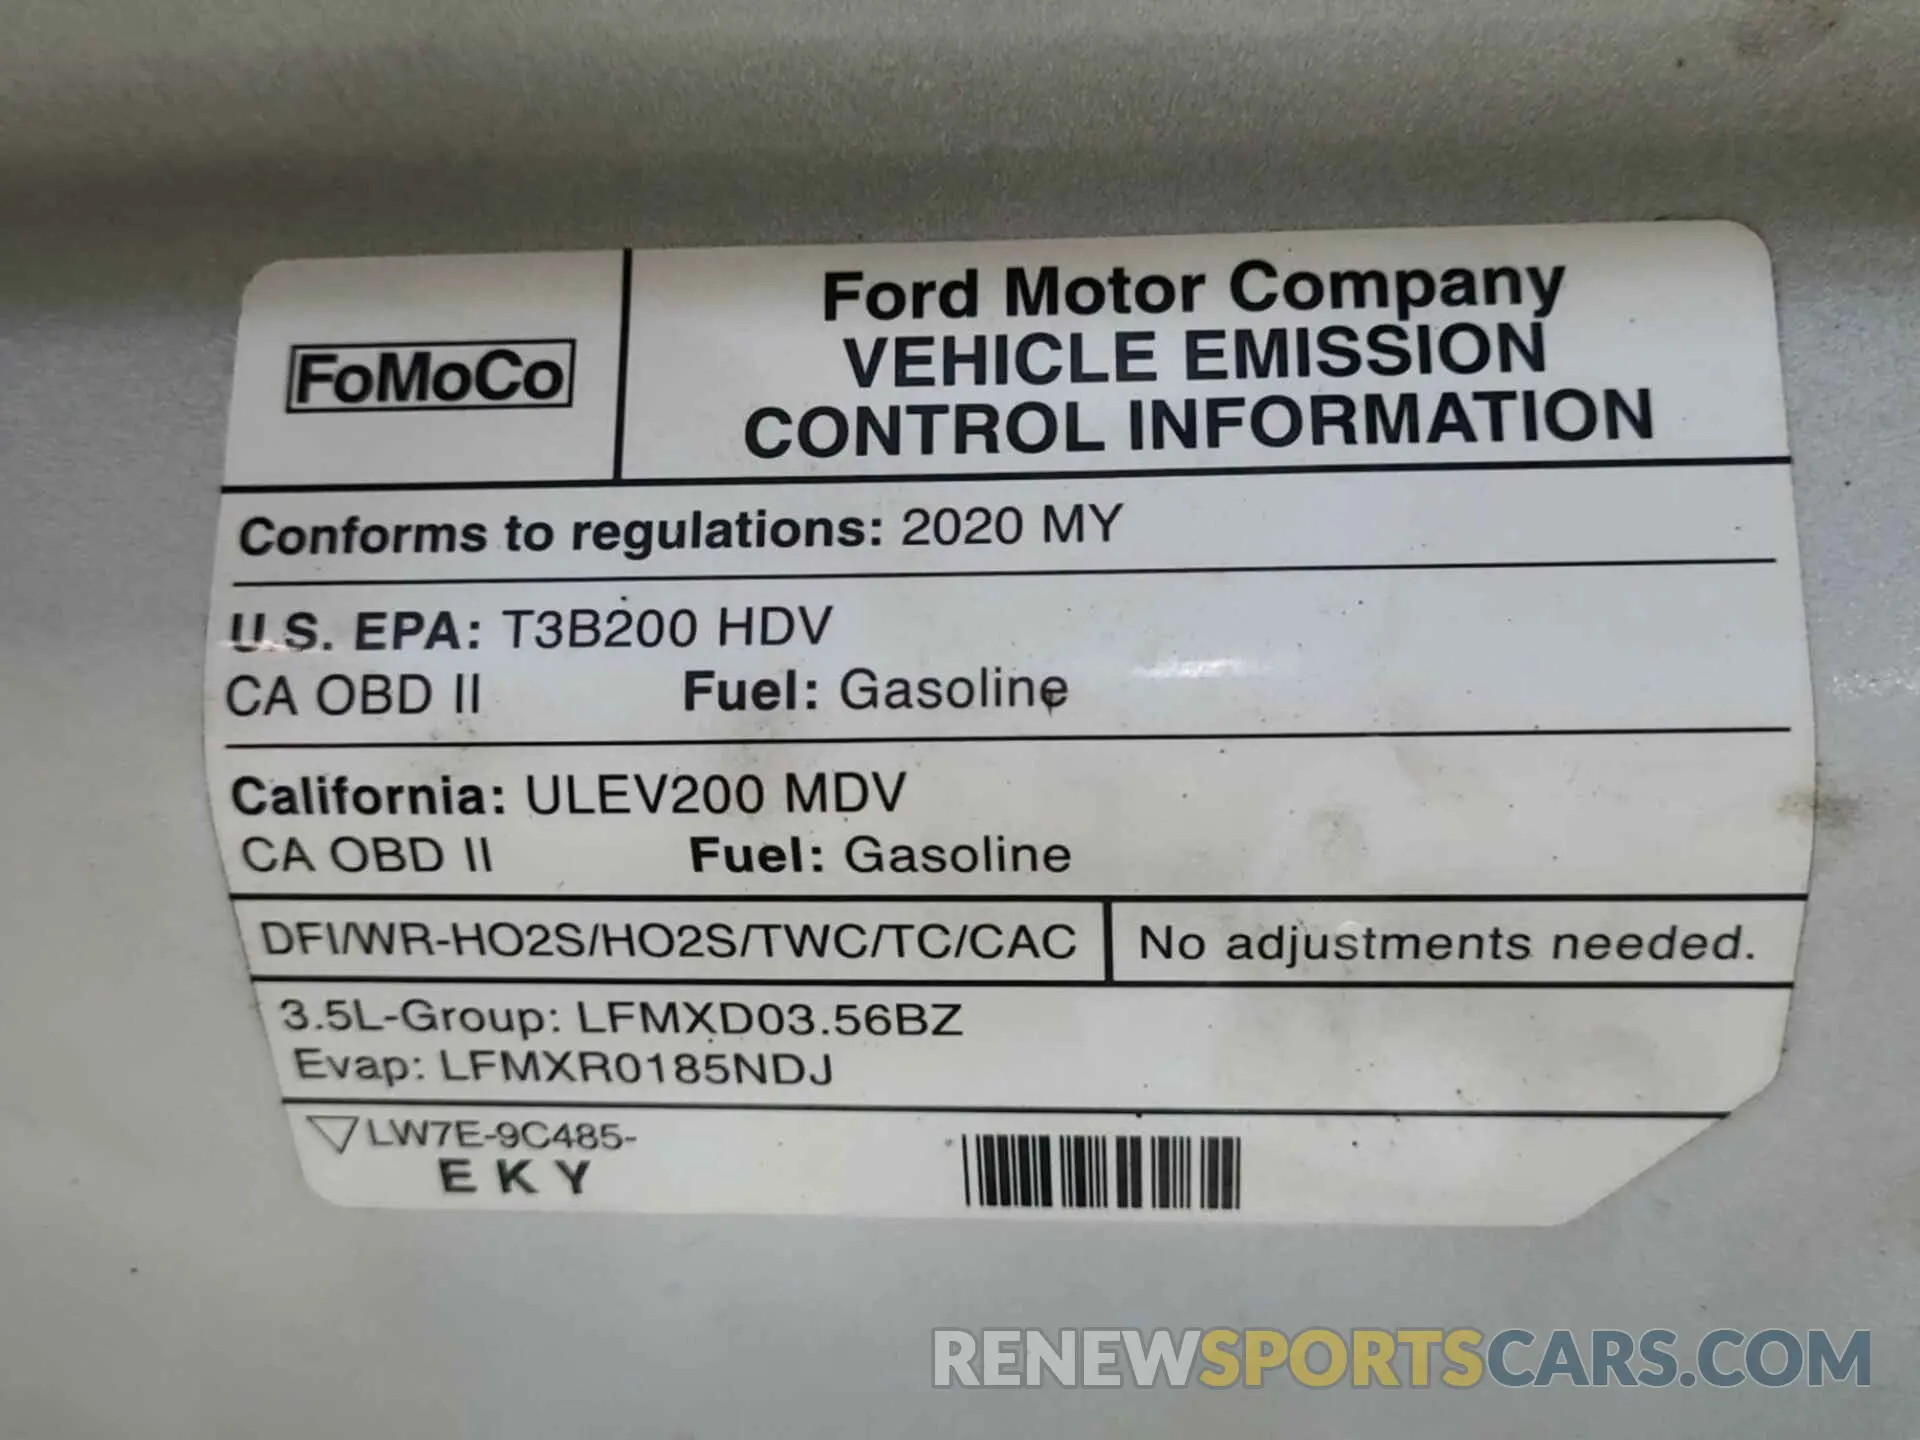 FoMoCo
Ford Motor Company
VEHICLE EMISSION
CONTROL INFORMATION
Conforms to regulations: 2020 MY
U.S. EPA: T3B200 HDV
CA OBD II Fuel: Gasoline
California: ULEV200 MDV
CA OBD II Fuel: Gasoline
DFI/WR-HO2S/HO2S/TWC/TC/CAC No adjustments needed.
3.5L-Group: LFMXD03.56BZ
Evap: LFMXR0185NDJ
LW7E-9C485-
E K Y
RENEWSPORTSCARS.COM